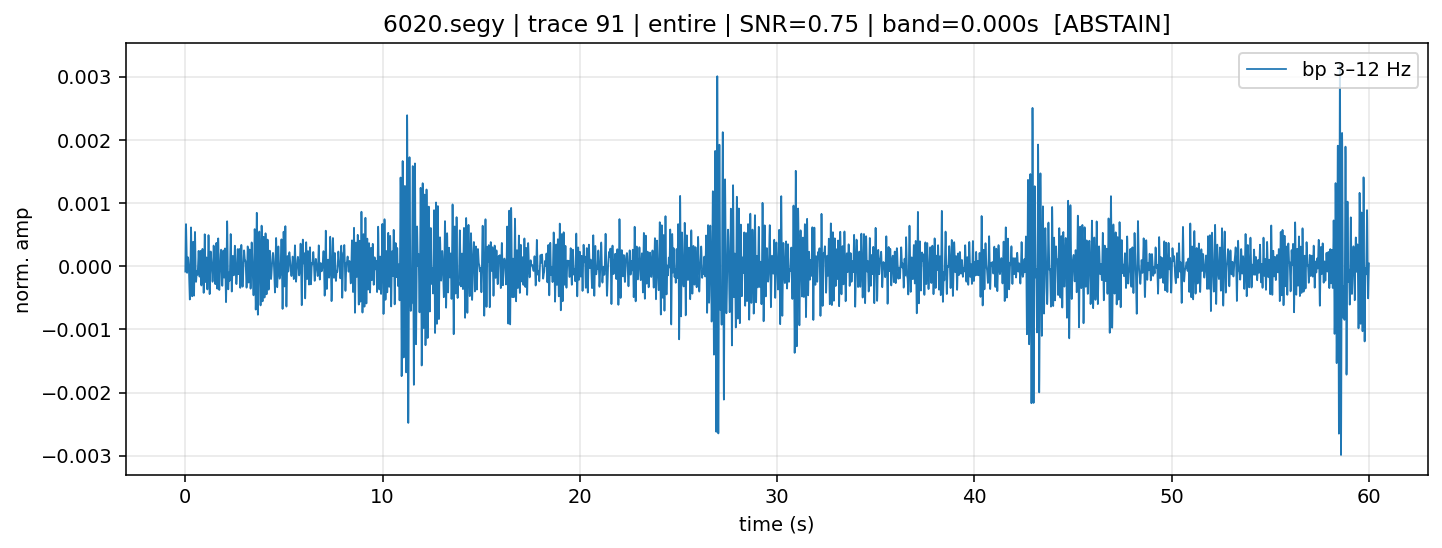 6020.segy | trace 91 | entire | SNR=0.75 | band=0.000s  [ABSTAIN]
bp 3–12 Hz
norm. amp
0.003
0.002
0.001
0.000
−0.001
−0.002
−0.003
0 10 20 30 40 50 60
time (s)